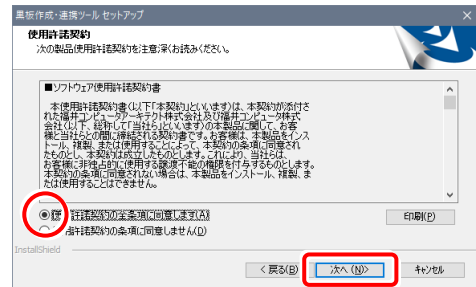 黒板作成・連携ツール セットアップ
使用許諾契約
次の製品使用許諾契約を注意深くお読みください。
■ソフトウェア使用許諾契約書
本使用許諾契約書(以下「本契約」といいます)は、本契約が添付さ
れた福井コンピュータアーキテクト株式会社及び福井コンピュータ株式
会社(以下、総称して「当社ら」といいます)の本製品に関して、お客
様と当社らとの間に締結される契約書です。お客様は、本製品をインス
トール、複製、または使用することによって、本契約の条項に同意され
たものとし、本契約は成立したものとします。これにより、当社らは、
お客様に非独占的に使用する譲渡不能の権限を付与するものとします。
本契約の条項に同意されない場合は、本製品をインストール、複製、ま
たは使用することはできません。
許諾契約の全条項に同意します(A)
許諾契約の条項に同意しません(D)
印刷(P)
InstallShield
< 戻る(B)
次へ (N)>
キャンセル